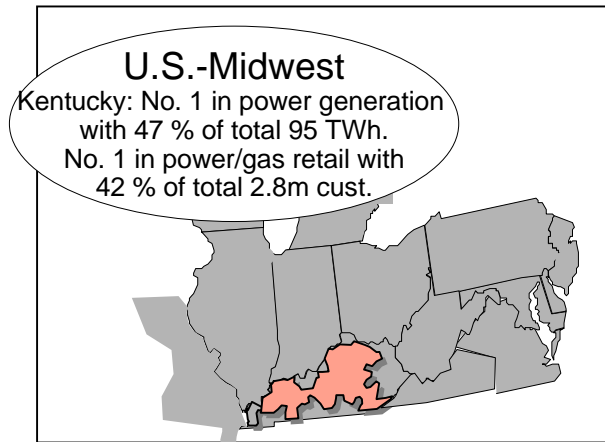 U.S.-Midwest
Kentucky: No. 1 in power generation
with 47 % of total 95 TWh.
No. 1 in power/gas retail with
42 % of total 2.8m cust.